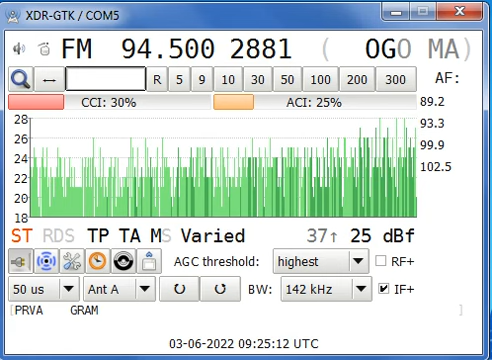 XDR-GTK / COM5
FM 94.500 2881 ( OGO MA)
R 5 9 10 30 50 100 200 300 AF:
CCI: 30% ACI: 25% 89.2
28 93.3
26 99.9
24 102.5
22
20
18
ST RDS TP TA MS Varied 37↑ 25 dBf
AGC threshold: highest RF+
50 us Ant A BW: 142 kHz IF+
[PRVA GRAM ]
03-06-2022 09:25:12 UTC